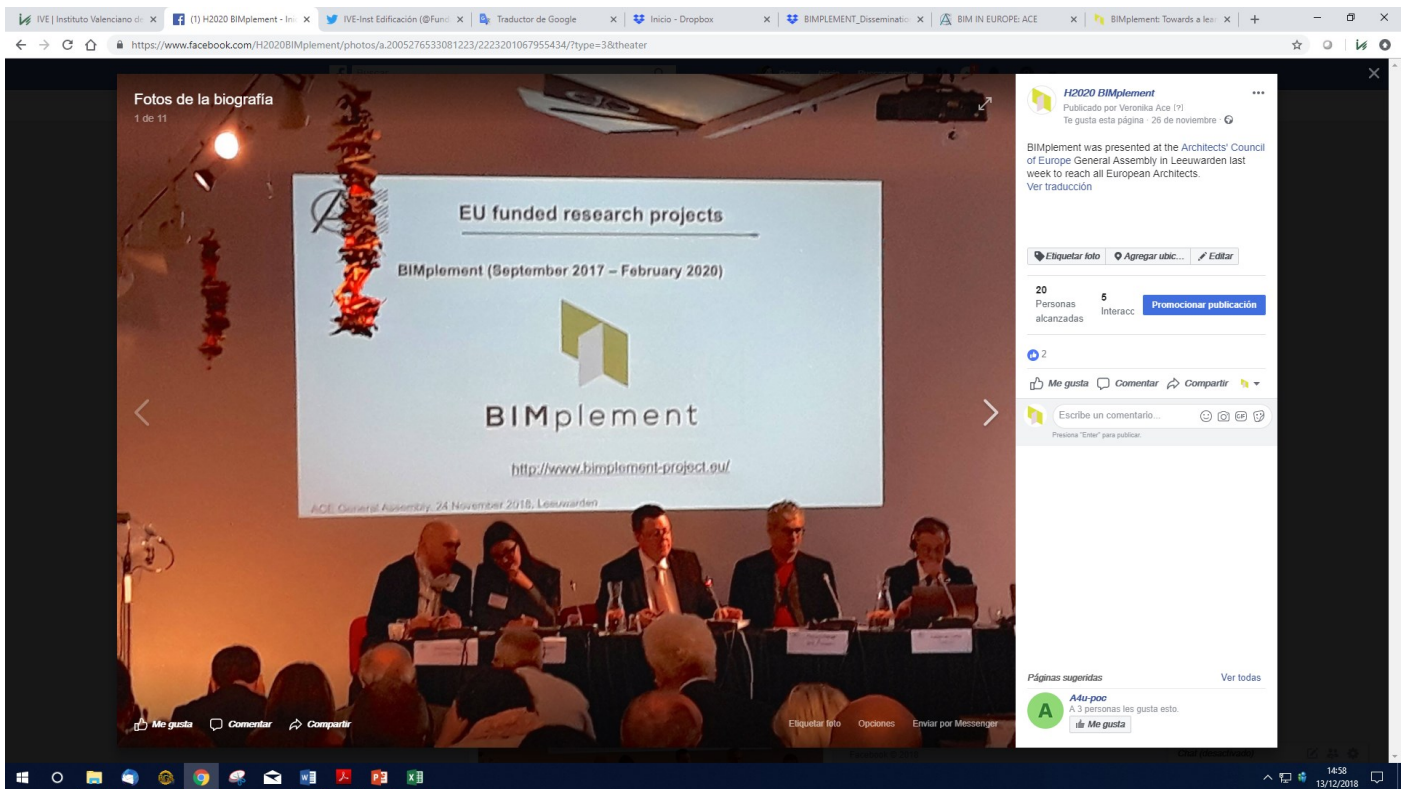 IVE | Instituto Valenciano de
(1) H2020 BIMplement - Ini
IVE-Inst Edificación (@Fund
Traductor de Google
Inicio - Dropbox
BIMPLEMENT_Disseminatio
BIM IN EUROPE: ACE
BIMplement: Towards a lea
https://www.facebook.com/H2020BIMplement/photos/a.2005276533081223/2223201067955434/?type=3&theater
Fotos de la biografía
1 de 11
EU funded research projects
BIMplement (September 2017 – February 2020)
BIMplement
http://www.bimplement-project.eu/
ACE General Assembly, 24 November 2018, Leeuwarden
Me gusta Comentar Compartir
Etiquetar foto Opciones Enviar por Messenger
H2020 BIMplement
Publicado por Veronika Ace [?]
Te gusta esta página · 26 de noviembre ·
BIMplement was presented at the Architects' Council
of Europe General Assembly in Leeuwarden last
week to reach all European Architects.
Ver traducción
Etiquetar foto Agregar ubic... Editar
20
Personas
alcanzadas
5
Interacc
Promocionar publicación
2
Me gusta Comentar Compartir
Escribe un comentario...
GIF
Presiona "Enter" para publicar.
Páginas sugeridas Ver todas
A
A4u-poc
A 3 personas les gusta esto.
Me gusta
14:58
13/12/2018